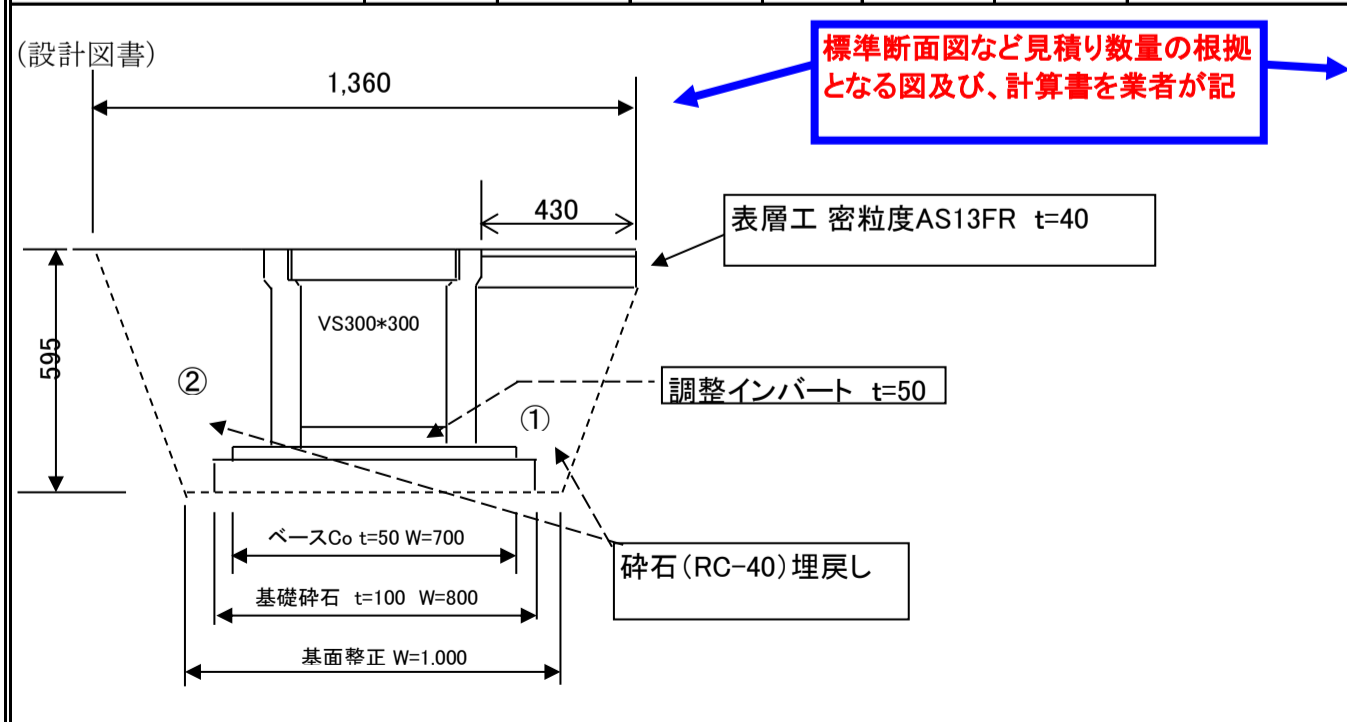 (設計図書)
標準断面図など見積り数量の根拠
となる図及び、計算書を業者が記
1,360
430
表層工 密粒度AS13FR t=40
VS300*300
595
②
調整インバート t=50
①
ベースCo t=50 W=700
砕石(RC-40)埋戻し
基礎砕石 t=100 W=800
基面整正 W=1.000